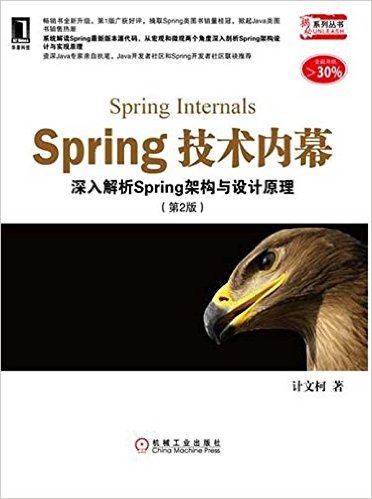 华章科技
畅销书全新升级，第1版广获好评，摘取Spring类图书销量桂冠，掀起Java类图
书销售热潮
系统解读Spring最新版本源代码，从宏观和微观两个角度深入剖析Spring架构设
计与实现原理
资深Java专家亲自执笔，Java开发者社区和Spring开发者社区联袂推荐
揭秘
系列丛书
UNLEASH
全面升级
>30%
Spring Internals
Spring 技术内幕
深入解析Spring架构与设计原理
（第2版）
计文柯 著
机械工业出版社
China Machine Press